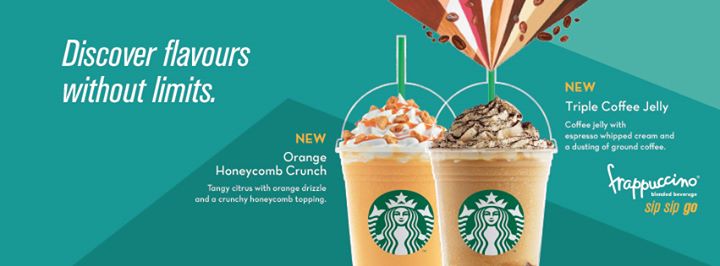 Discover flavours
without limits.
NEW
Orange
Honeycomb Crunch
Tangy citrus with orange drizzle
and a crunchy honeycomb topping.
NEW
Triple Coffee Jelly
Coffee jelly with
espresso whipped cream and
a dusting of ground coffee.
frappuccino®
blended beverage
sip sip go